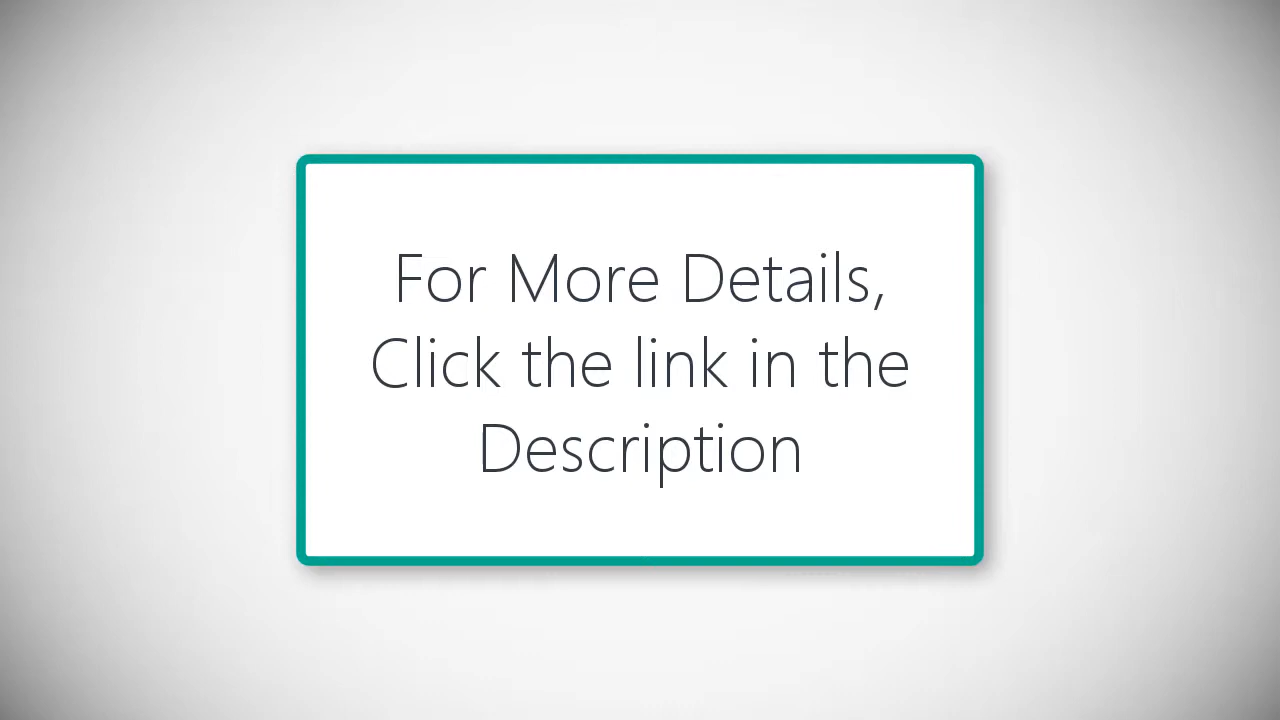 For More Details,
Click the link in the
Description